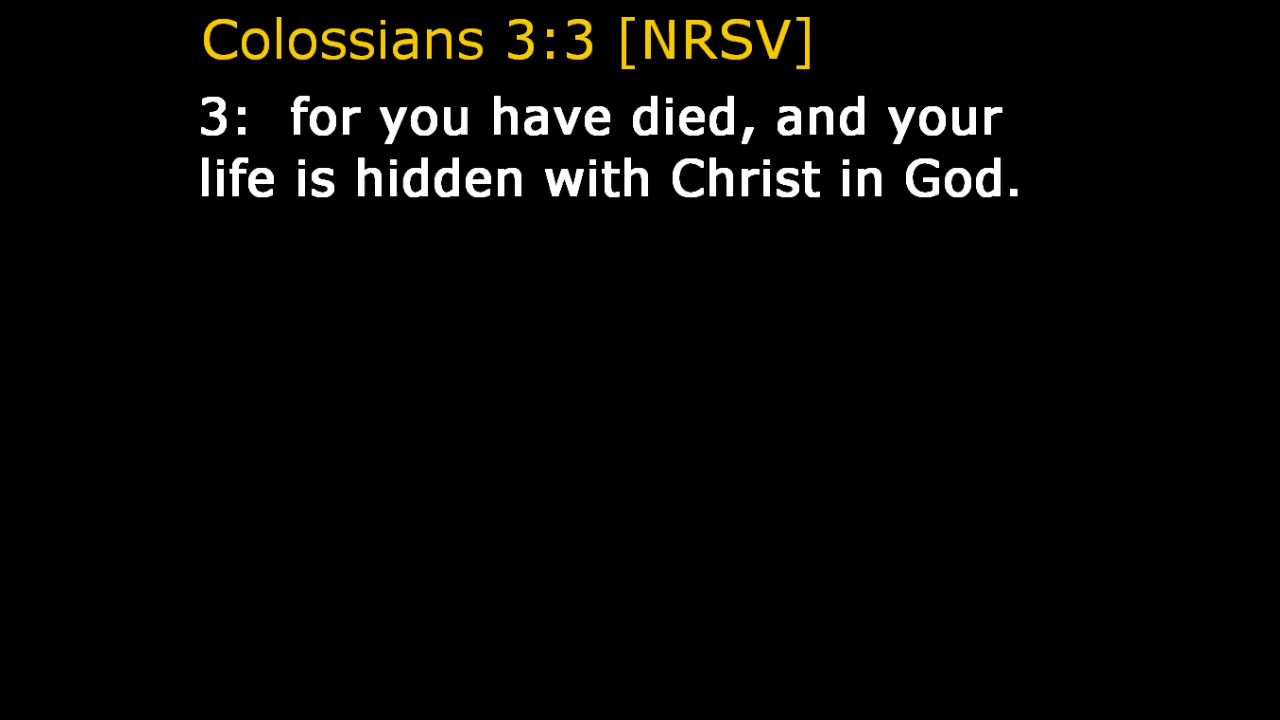 Colossians 3:3 [NRSV]
3:  for you have died, and your
life is hidden with Christ in God.